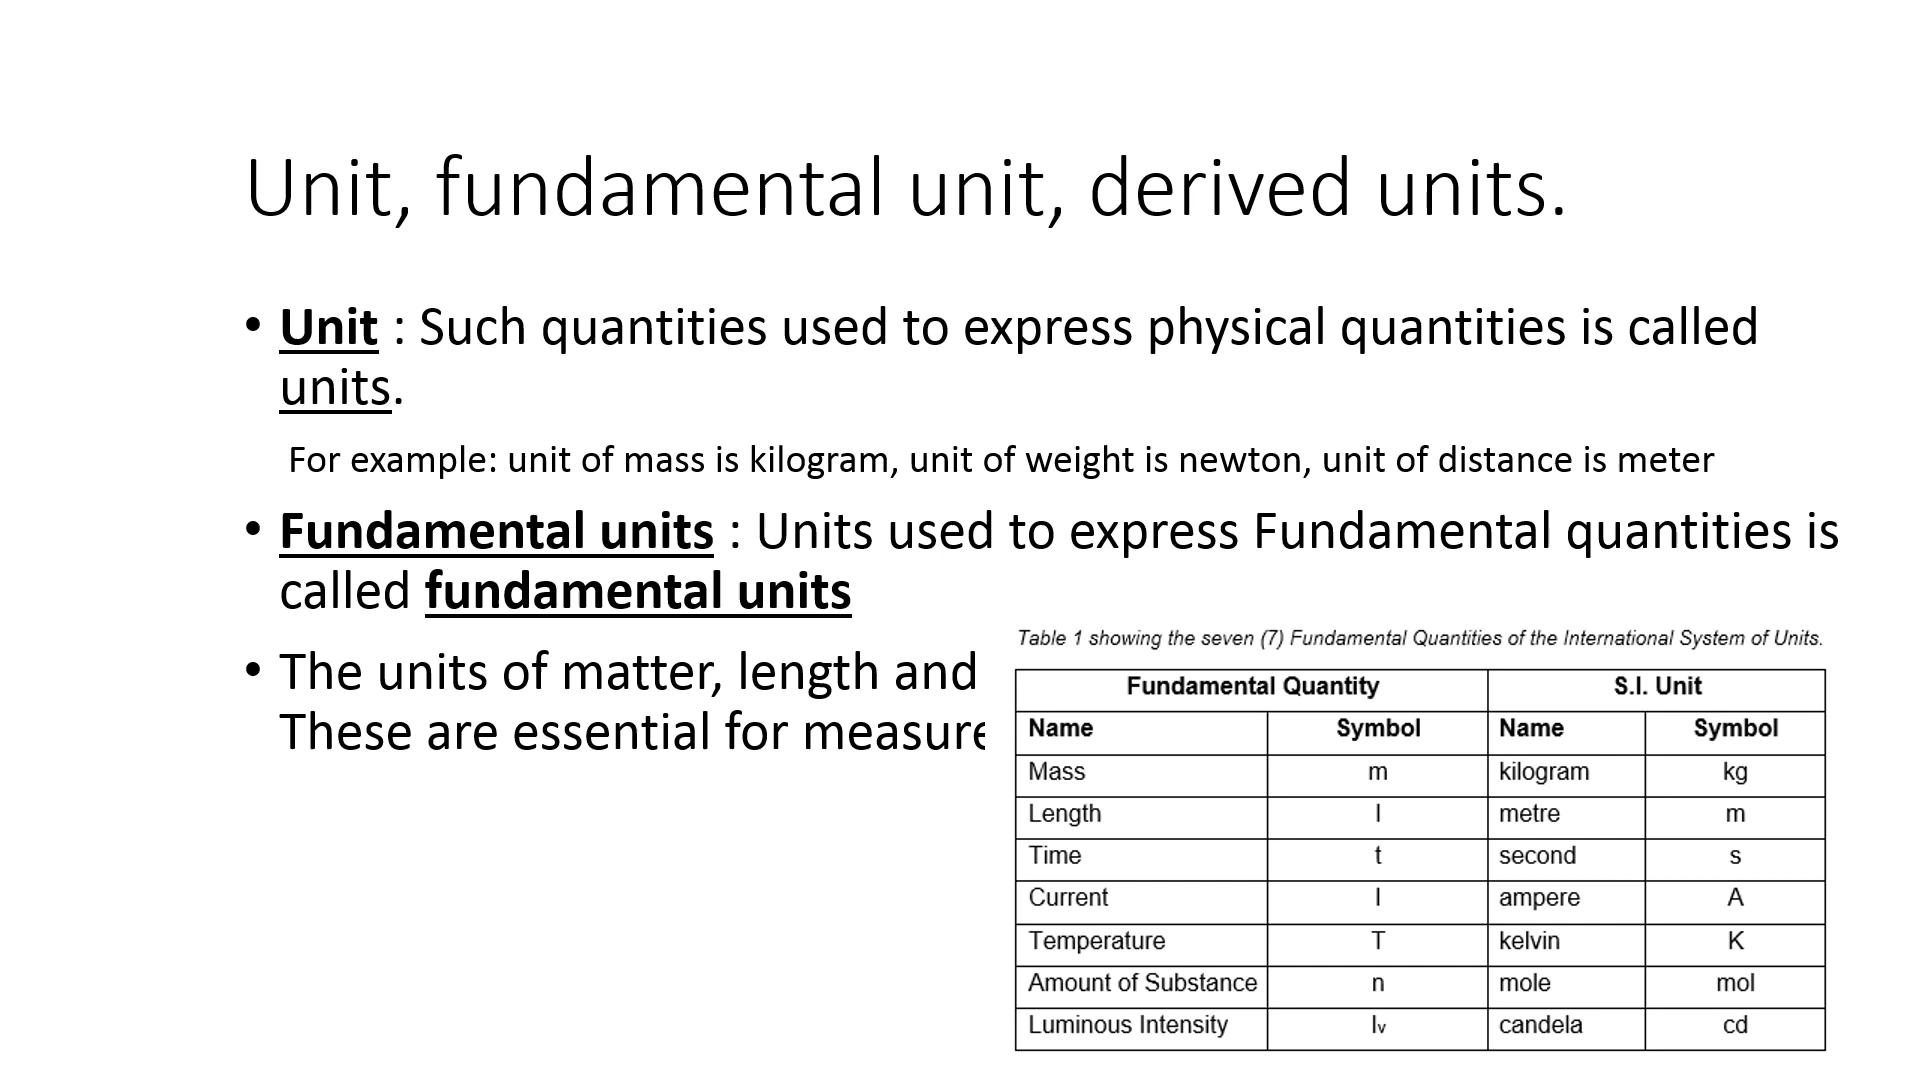 Unit, fundamental unit, derived units.
• Unit : Such quantities used to express physical quantities is called
units.
For example: unit of mass is kilogram, unit of weight is newton, unit of distance is meter
• Fundamental units : Units used to express Fundamental quantities is
called fundamental units
• The units of matter, length and
These are essential for measure
Table 1 showing the seven (7) Fundamental Quantities of the International System of Units.
Fundamental Quantity S.I. Unit
Name Symbol Name Symbol
Mass m kilogram kg
Length l metre m
Time t second s
Current I ampere A
Temperature T kelvin K
Amount of Substance n mole mol
Luminous Intensity Iv candela cd